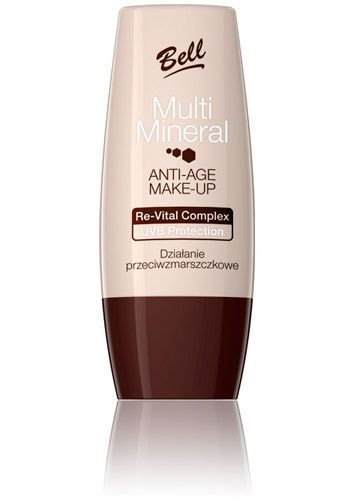 Bell
Multi
Mineral
ANTI-AGE
MAKE-UP
Re-Vital Complex
UVB Protection
Działanie
przeciwzmarszczkowe